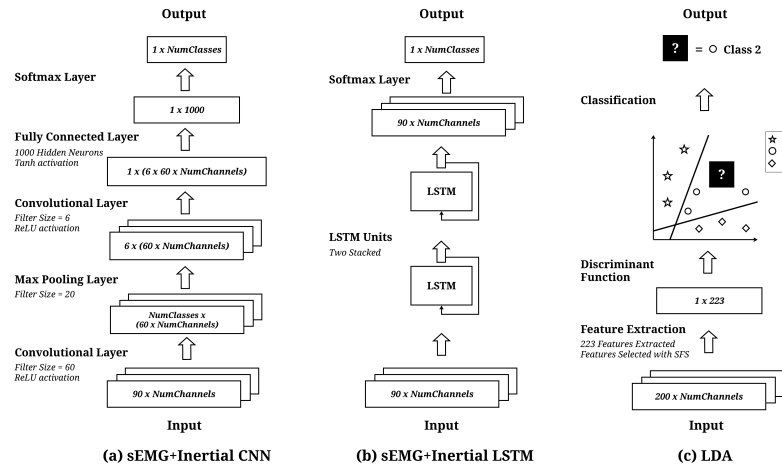 Output
1 x NumClasses
Softmax Layer
1 x 1000
Fully Connected Layer
1000 Hidden Neurons
Tanh activation
1 x (6 x 60 x NumChannels)
Convolutional Layer
Filter Size = 6
ReLU activation
6 x (60 x NumChannels)
Max Pooling Layer
Filter Size = 20
NumClasses x
(60 x NumChannels)
Convolutional Layer
Filter Size = 60
ReLU activation
90 x NumChannels
Input
(a) sEMG+Inertial CNN
Output
1 x NumClasses
Softmax Layer
90 x NumChannels
LSTM
LSTM Units
Two Stacked
LSTM
90 x NumChannels
Input
(b) sEMG+Inertial LSTM
Output
? = Class 2
Classification
?
Discriminant
Function
1 x 223
Feature Extraction
223 Features Extracted
Features Selected with SFS
200 x NumChannels
Input
(c) LDA